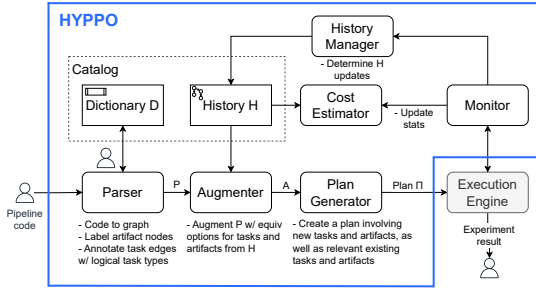 HYPPO
History
Manager
- Determine H
updates
Catalog
Dictionary D
History H
Cost
Estimator
- Update
stats
Monitor
Pipeline
code
Parser
P
Augmenter
A
Plan
Generator
Plan Π
Execution
Engine
- Code to graph
- Label artifact nodes
- Annotate task edges
w/ logical task types
- Augment P w/ equiv
options for tasks and
artifacts from H
- Create a plan involving
new tasks and artifacts, as
well as relevant existing
tasks and artifacts
Experiment
result